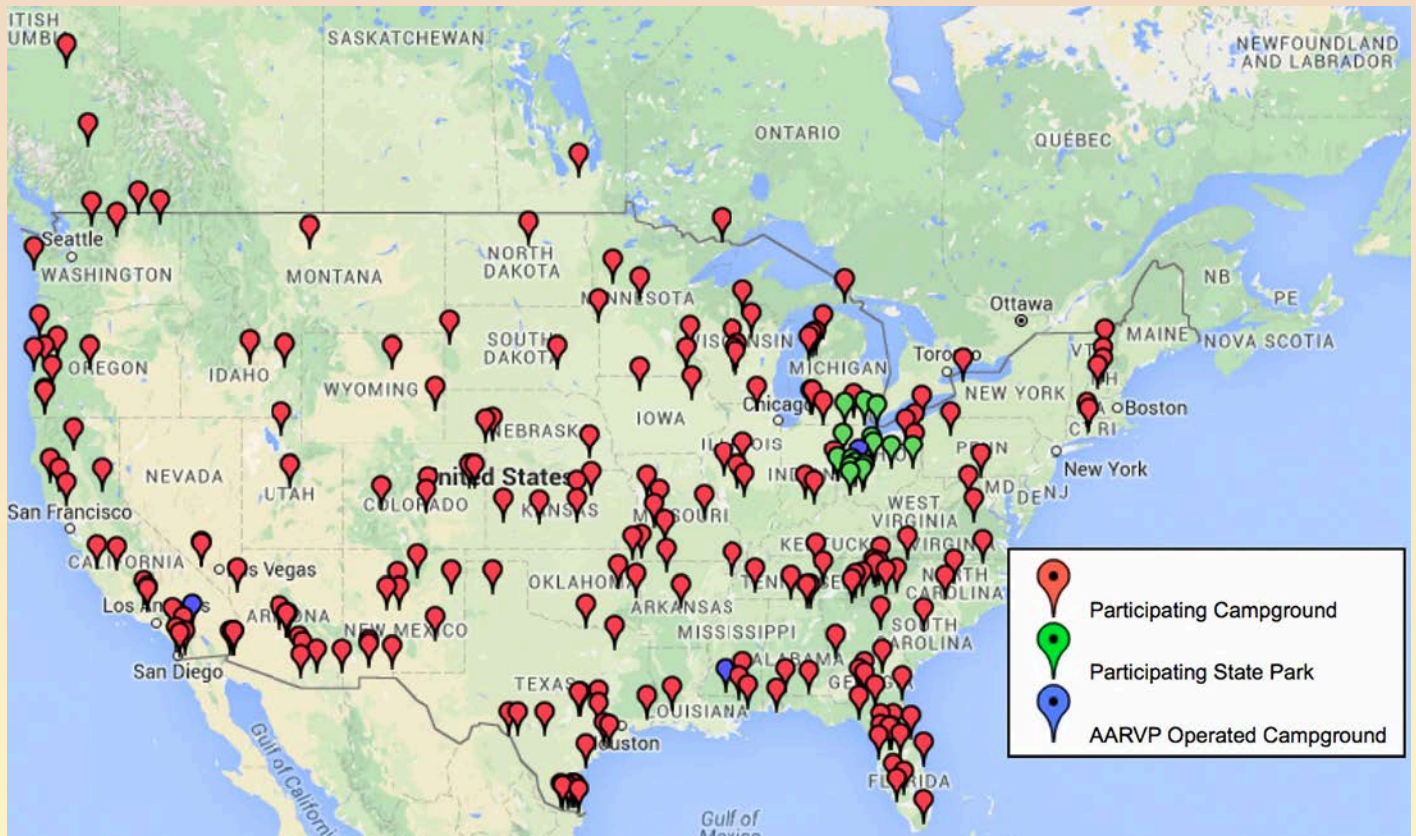 ITISH
UMBI
SASKATCHEWAN
NEWFOUNDLAND
AND LABRADOR
ONTARIO
QUÉBEC
Seattle
WASHINGTON
MONTANA
NORTH
DAKOTA
NB
PE
MINNESOTA
Ottawa
MAINE
NOVA SCOTIA
SOUTH
DAKOTA
WISCONSIN
OREGON
IDAHO
MICHIGAN
Toronto
VT
WYOMING
NEW YORK
NH
Chicago
IOWA
Boston
CT RI
NEBRASK
ILLINOIS
PENN
NEVADA
United States
INDIAN
New York
UTAH
COLORADO
KANSAS
MISSOURI
MD
DE
NJ
San Francisco
WEST
VIRGINIA
CALIFORNIA
Las Vegas
KENTUCKY
VIRGINIA
OKLAHOMA
TENNESSEE
NORTH
CAROLINA
Los Angeles
ARIZONA
NEW MEXICO
ARKANSAS
MISSISSIPPI
SOUTH
CAROLINA
San Diego
ALABAMA
TEXAS
GEORGIA
LOUISIANA
Houston
Gulf of Californi
FLORIDA
Gulf of
Mexico
Participating Campground
Participating State Park
AARVP Operated Campground